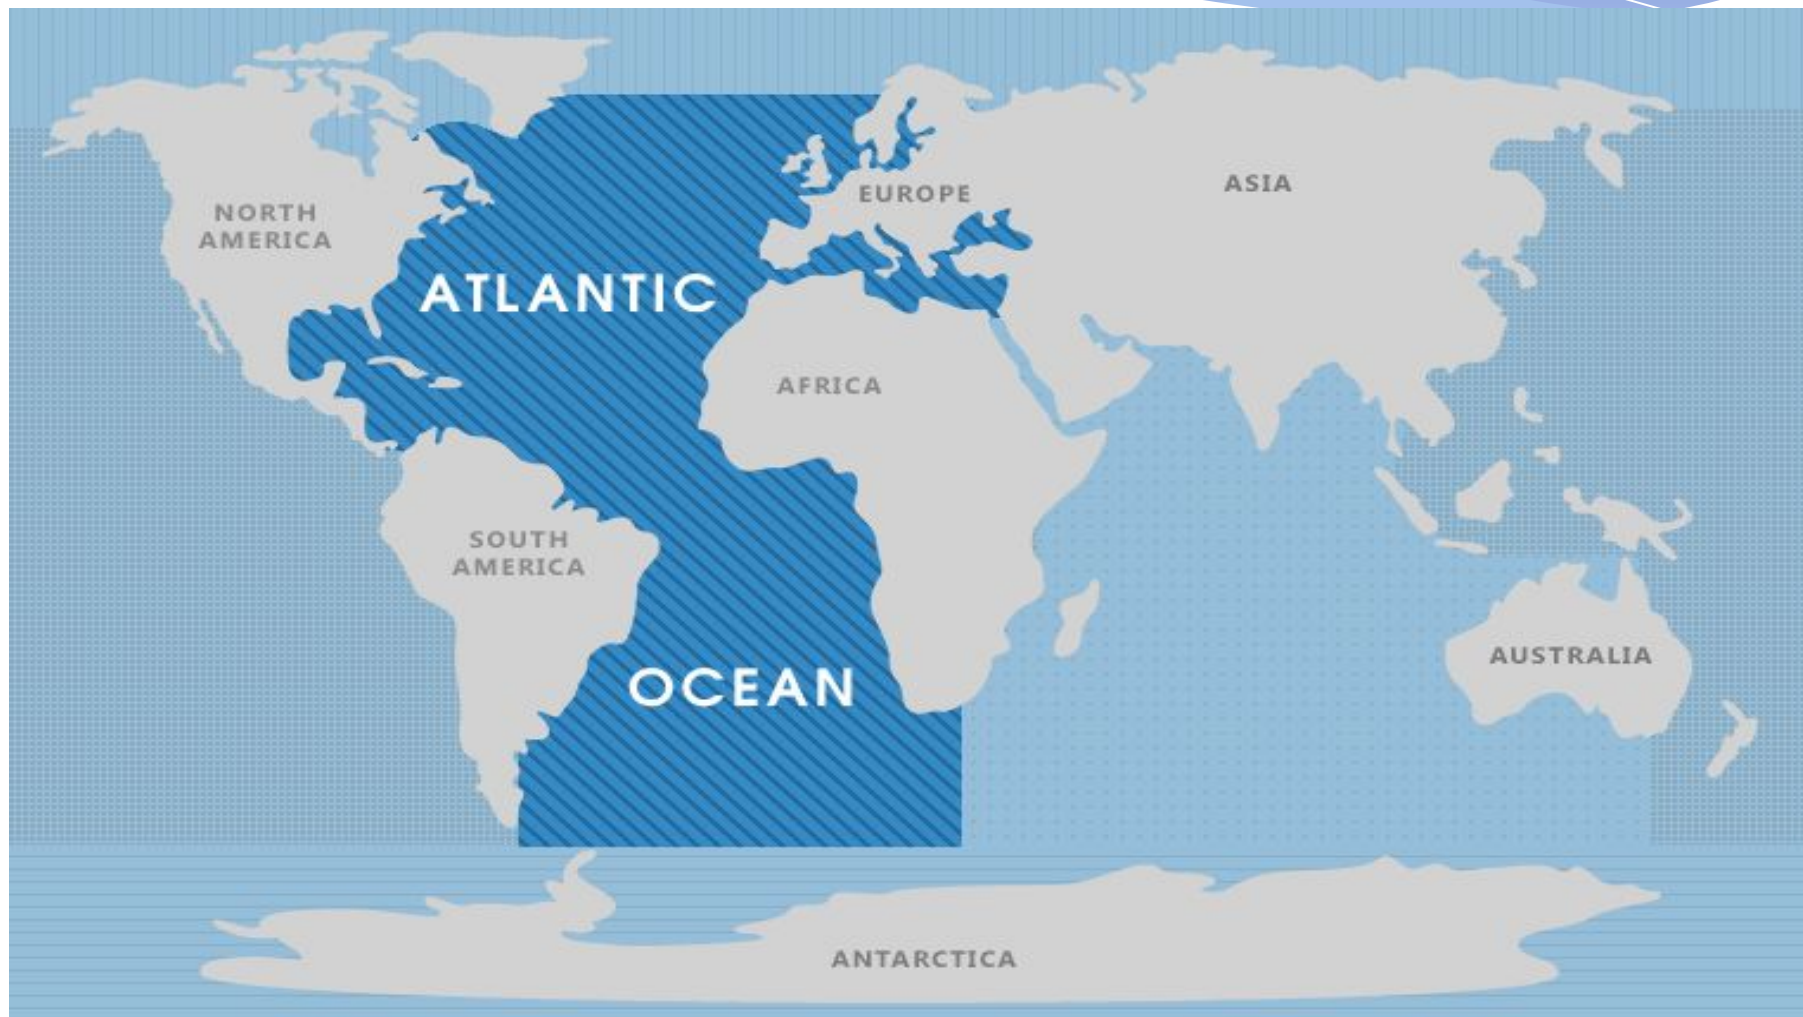 NORTH
AMERICA
EUROPE
ASIA
ATLANTIC
AFRICA
SOUTH
AMERICA
OCEAN
AUSTRALIA
ANTARCTICA